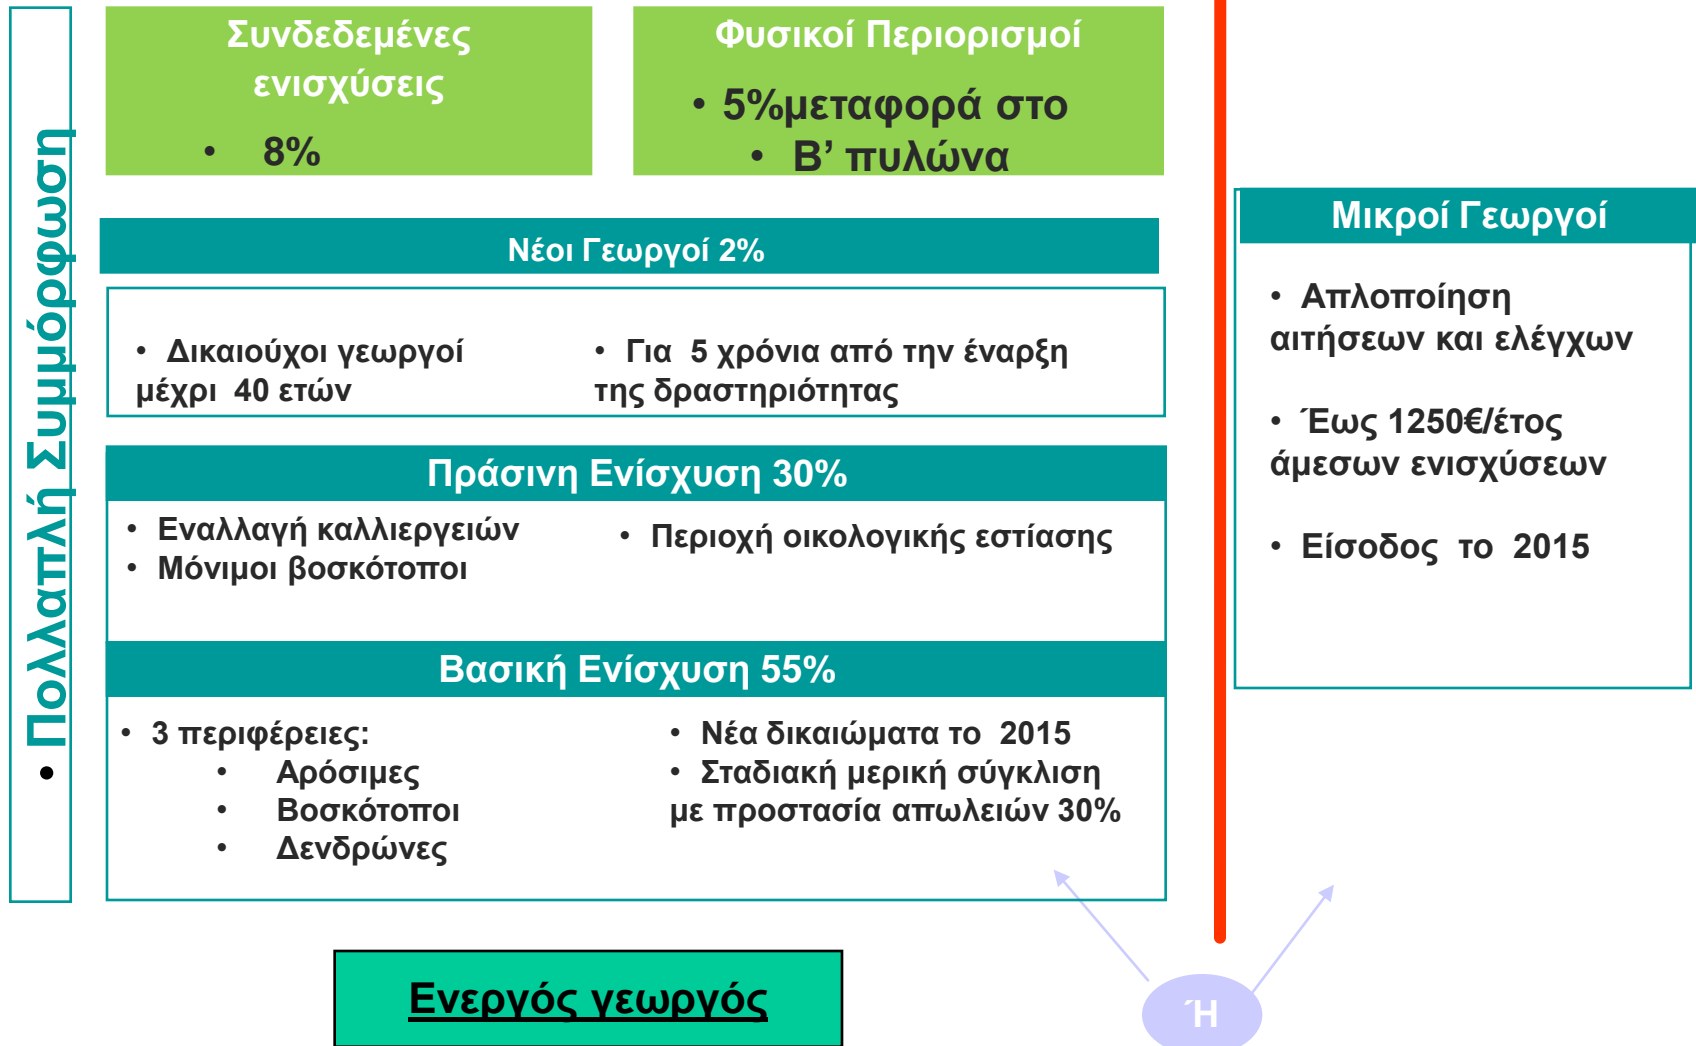 • Πολλαπλή Συμμόρφωση
Συνδεδεμένες
ενισχύσεις
• 8%
Φυσικοί Περιορισμοί
• 5%μεταφορά στο
• Β’ πυλώνα
Νέοι Γεωργοί 2%
• Δικαιούχοι γεωργοί
μέχρι 40 ετών
• Για 5 χρόνια από την έναρξη
της δραστηριότητας
Πράσινη Ενίσχυση 30%
• Εναλλαγή καλλιεργειών
• Μόνιμοι βοσκότοποι
• Περιοχή οικολογικής εστίασης
Βασική Ενίσχυση 55%
• 3 περιφέρειες:
• Αρόσιμες
• Βοσκότοποι
• Δενδρώνες
• Νέα δικαιώματα το 2015
• Σταδιακή μερική σύγκλιση
με προστασία απωλειών 30%
Μικροί Γεωργοί
• Απλοποίηση
αιτήσεων και ελέγχων
• Έως 1250€/έτος
άμεσων ενισχύσεων
• Είσοδος το 2015
Ενεργός γεωργός
Ή